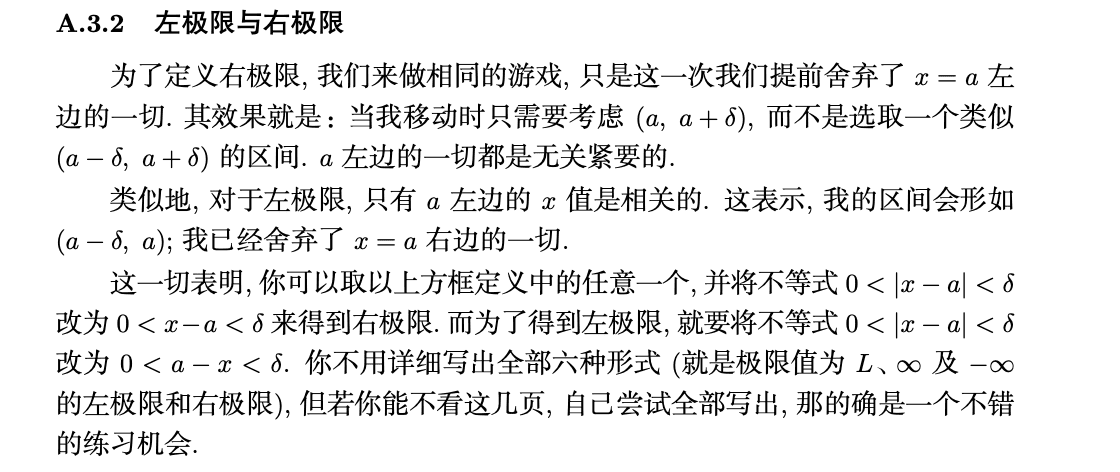 A.3.2 左极限与右极限
为了定义右极限, 我们来做相同的游戏, 只是这一次我们提前舍弃了 x = a 左
边的一切. 其效果就是: 当我移动时只需要考虑 (a, a + δ), 而不是选取一个类似
(a − δ, a + δ) 的区间. a 左边的一切都是无关紧要的.
类似地, 对于左极限, 只有 a 左边的 x 值是相关的. 这表示, 我的区间会形如
(a − δ, a); 我已经舍弃了 x = a 右边的一切.
这一切表明, 你可以取以上方框定义中的任意一个, 并将不等式 0 < |x − a| < δ
改为 0 < x−a < δ 来得到右极限. 而为了得到左极限, 就要将不等式 0 < |x − a| < δ
改为 0 < a − x < δ. 你不用详细写出全部六种形式 (就是极限值为 L、∞ 及 −∞
的左极限和右极限), 但若你能不看这几页, 自己尝试全部写出, 那的确是一个不错
的练习机会.